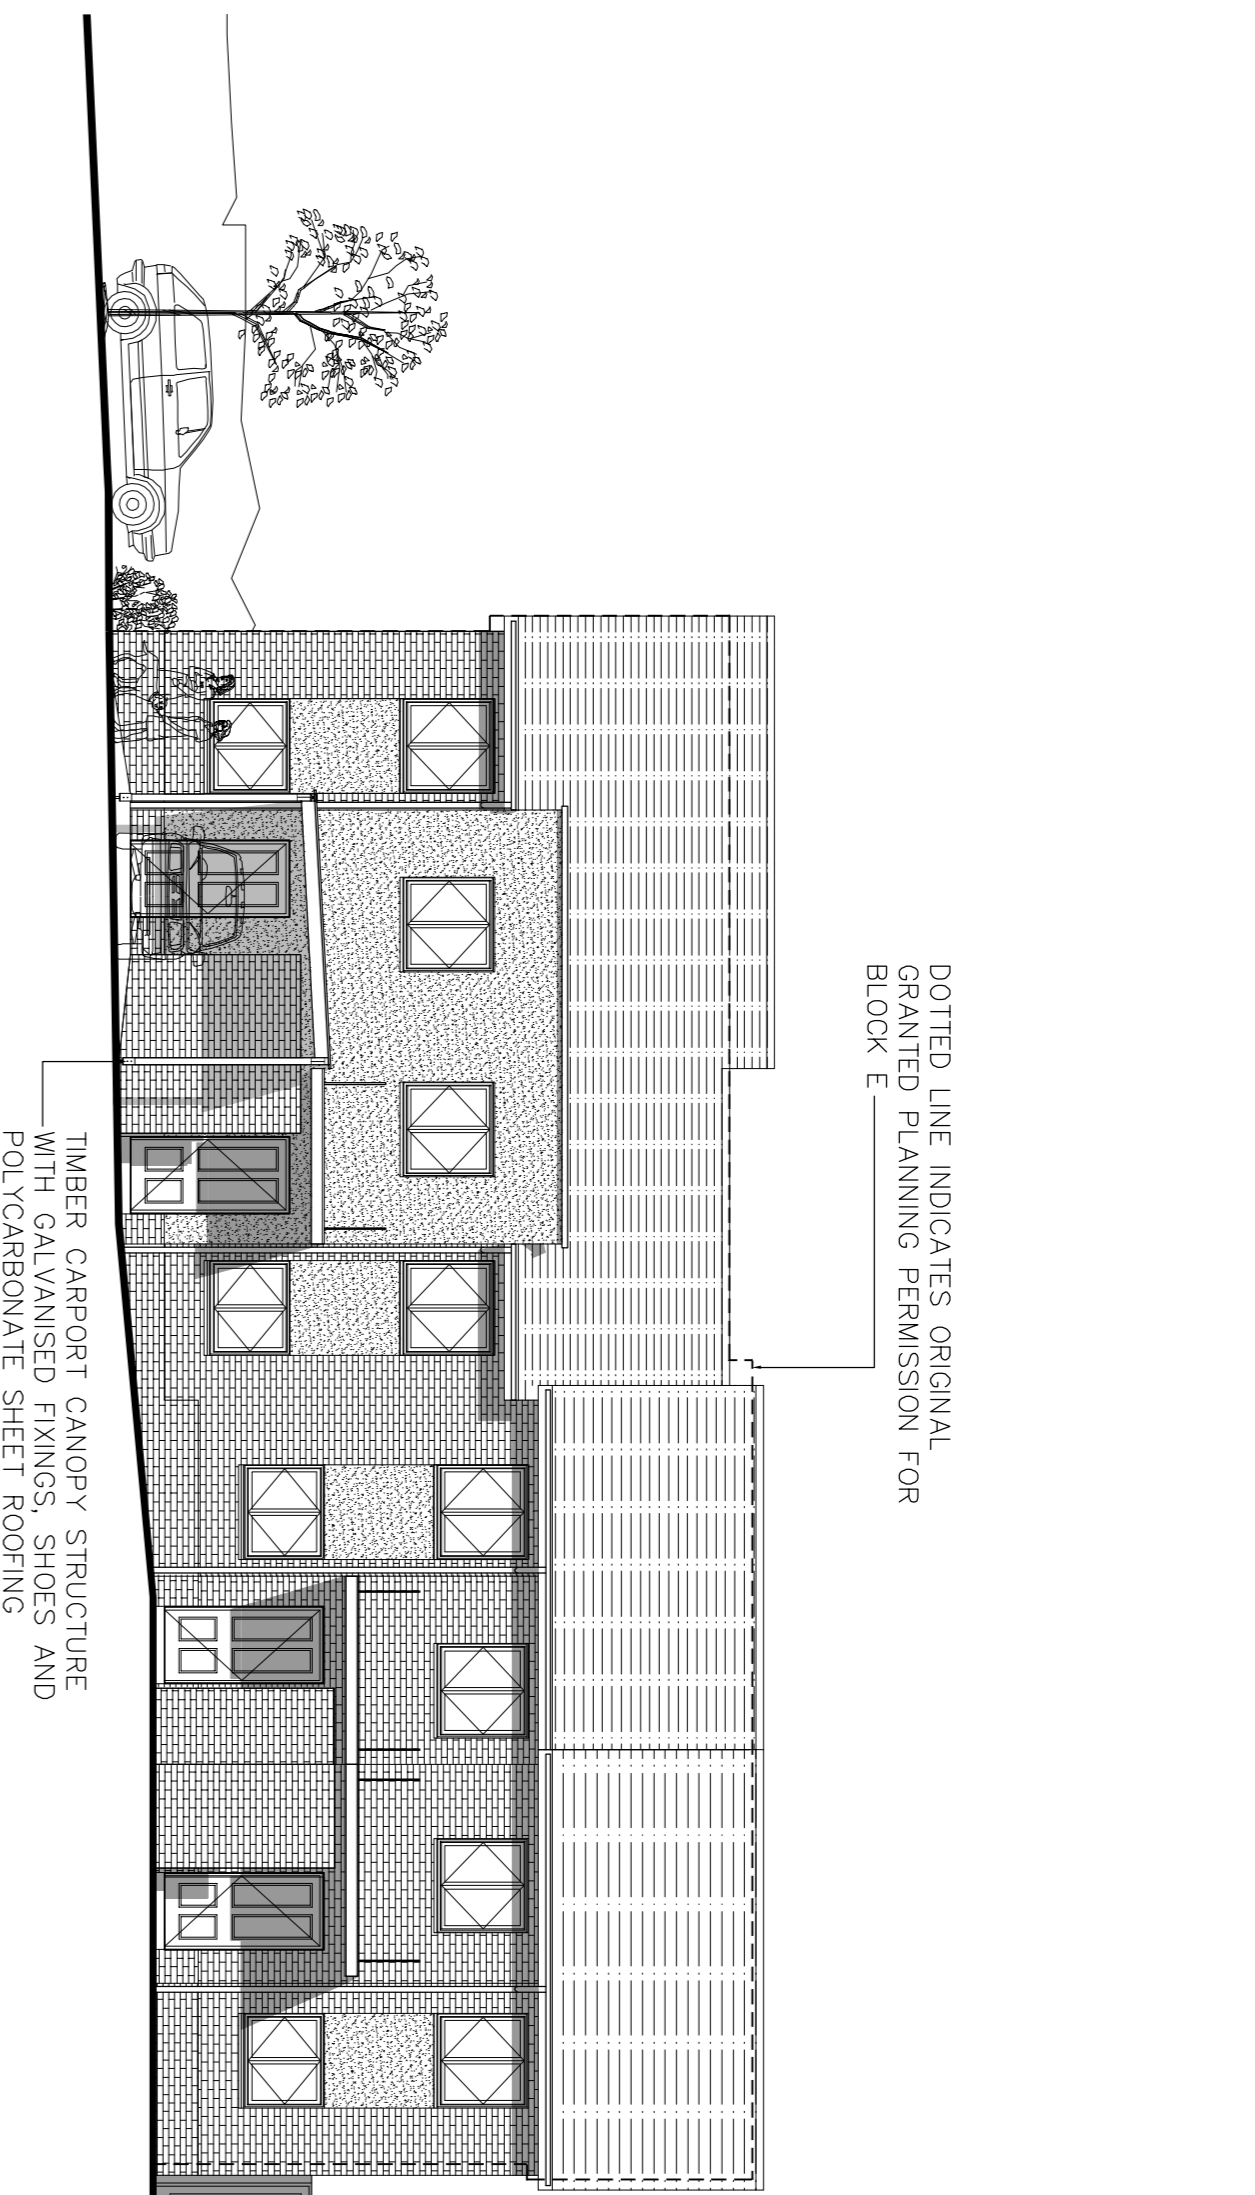 DOTTED LINE INDICATES ORIGINAL
GRANTED PLANNING PERMISSION FOR
BLOCK E
TIMBER CARPORT CANOPY STRUCTURE
WITH GALVANISED FIXINGS, SHOES AND
POLYCARBONATE SHEET ROOFING